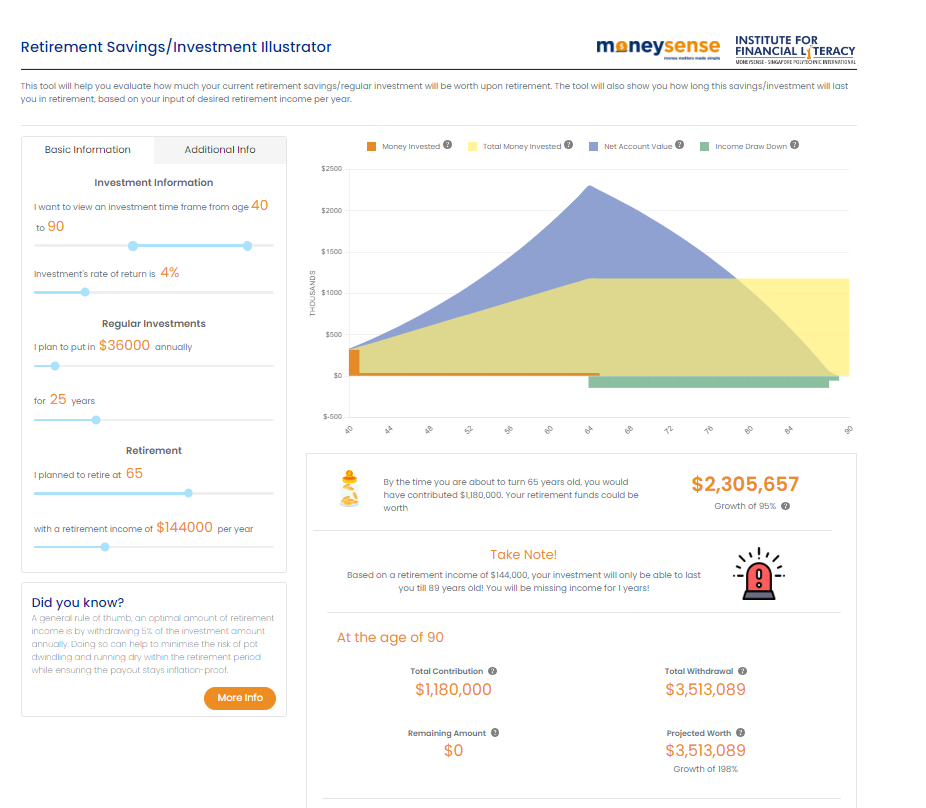 Retirement Savings/Investment Illustrator
moneysense
money matters made simple
INSTITUTE FOR
FINANCIAL LITERACY
MONEYSENSE - SINGAPORE POLYTECHNIC INTERNATIONAL
This tool will help you evaluate how much your current retirement savings/regular investment will be worth upon retirement. The tool will also show you how long this savings/investment will last
you in retirement, based on your input of desired retirement income per year.
Basic Information
Additional Info
Investment Information
I want to view an investment time frame from age 40
to 90
Investment's rate of return is 4%
Regular Investments
I plan to put in $36000 annually
for 25 years
Retirement
I planned to retire at 65
with a retirement income of $144000 per year
Did you know?
A general rule of thumb, an optimal amount of retirement
income is by withdrawing 5% of the investment amount
annually. Doing so can help to minimise the risk of pot
dwindling and running dry within the retirement period
while ensuring the payout stays inflation-proof.
More Info
Money Invested ?
Total Money Invested ?
Net Account Value ?
Income Draw Down ?
$2500
$2000
$1500
$1000
$500
$0
$-500
THOUSANDS
40
44
48
52
56
60
64
68
72
76
80
84
90
By the time you are about to turn 65 years old, you would
have contributed $1,180,000. Your retirement funds could be
worth
$2,305,657
Growth of 95% ?
Take Note!
Based on a retirement income of $144,000, your investment will only be able to last
you till 89 years old! You will be missing income for 1 years!
At the age of 90
Total Contribution ?
$1,180,000
Total Withdrawal ?
$3,513,089
Remaining Amount ?
$0
Projected Worth ?
$3,513,089
Growth of 198%